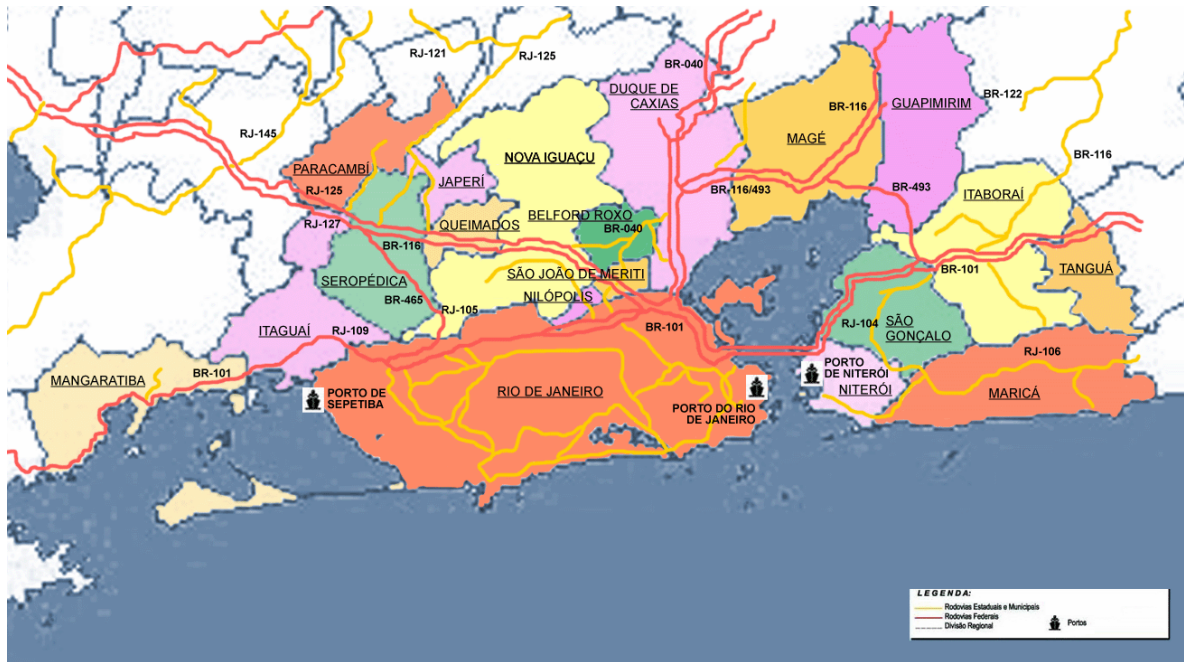 RJ-121
RJ-125
BR-040
DUQUE DE
CAXIAS
BR-116
GUAPIMIRIM
BR-122
RJ-145
MAGÉ
NOVA IGUAÇU
BR-116
PARACAMBÍ
JAPERÍ
RJ-125
BR-116/493
BR-493
ITABORAÍ
RJ-127
QUEIMADOS
BELFORD ROXO
BR-040
BR-116
SEROPÉDICA
SÃO JOÃO DE MERITI
BR-101
TANGUÁ
BR-465
NILÓPOLIS
RJ-105
ITAGUAÍ
RJ-109
BR-101
RJ-104
SÃO
GONÇALO
RJ-106
MANGARATIBA
BR-101
PORTO
DE NITERÓI
NITERÓI
MARICÁ
PORTO DE
SEPETIBA
RIO DE JANEIRO
PORTO DO RIO
DE JANEIRO
LEGENDA:
Rodovias Estaduais e Municipais
Rodovias Federais
Divisão Regional
Portos